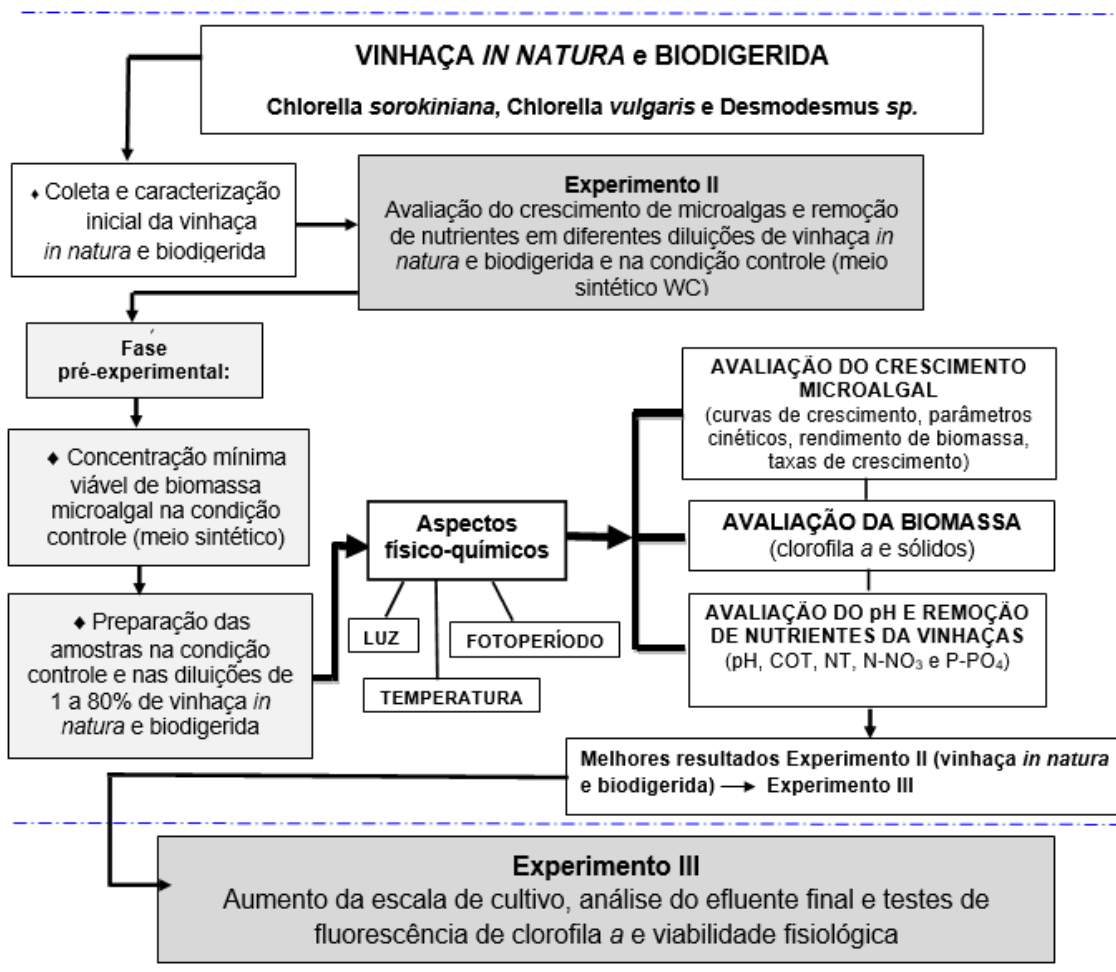 VINHAÇA IN NATURA e BIODIGERIDA
Chlorella sorokiniana, Chlorella vulgaris e Desmodesmus sp.
♦ Coleta e caracterização
inicial da vinhaça
in natura e biodigerida
Experimento II
Avaliação do crescimento de microalgas e remoção
de nutrientes em diferentes diluições de vinhaça in
natura e biodigerida e na condição controle (meio
sintético WC)
Fase
pré-experimental:
♦ Concentração mínima
viável de biomassa
microalgal na condição
controle (meio sintético)
♦ Preparação das
amostras na condição
controle e nas diluições de
1 a 80% de vinhaça in
natura e biodigerida
Aspectos
físico-químicos
LUZ
FOTOPERÍODO
TEMPERATURA
AVALIAÇÃO DO CRESCIMENTO
MICROALGAL
(curvas de crescimento, parâmetros
cinéticos, rendimento de biomassa,
taxas de crescimento)
AVALIAÇÃO DA BIOMASSA
(clorofila a e sólidos)
AVALIAÇÃO DO pH E REMOÇÃO
DE NUTRIENTES DA VINHAÇAS
(pH, COT, NT, N-NO₃ e P-PO₄)
Melhores resultados Experimento II (vinhaça in natura
e biodigerida) → Experimento III
Experimento III
Aumento da escala de cultivo, análise do efluente final e testes de
fluorescência de clorofila a e viabilidade fisiológica